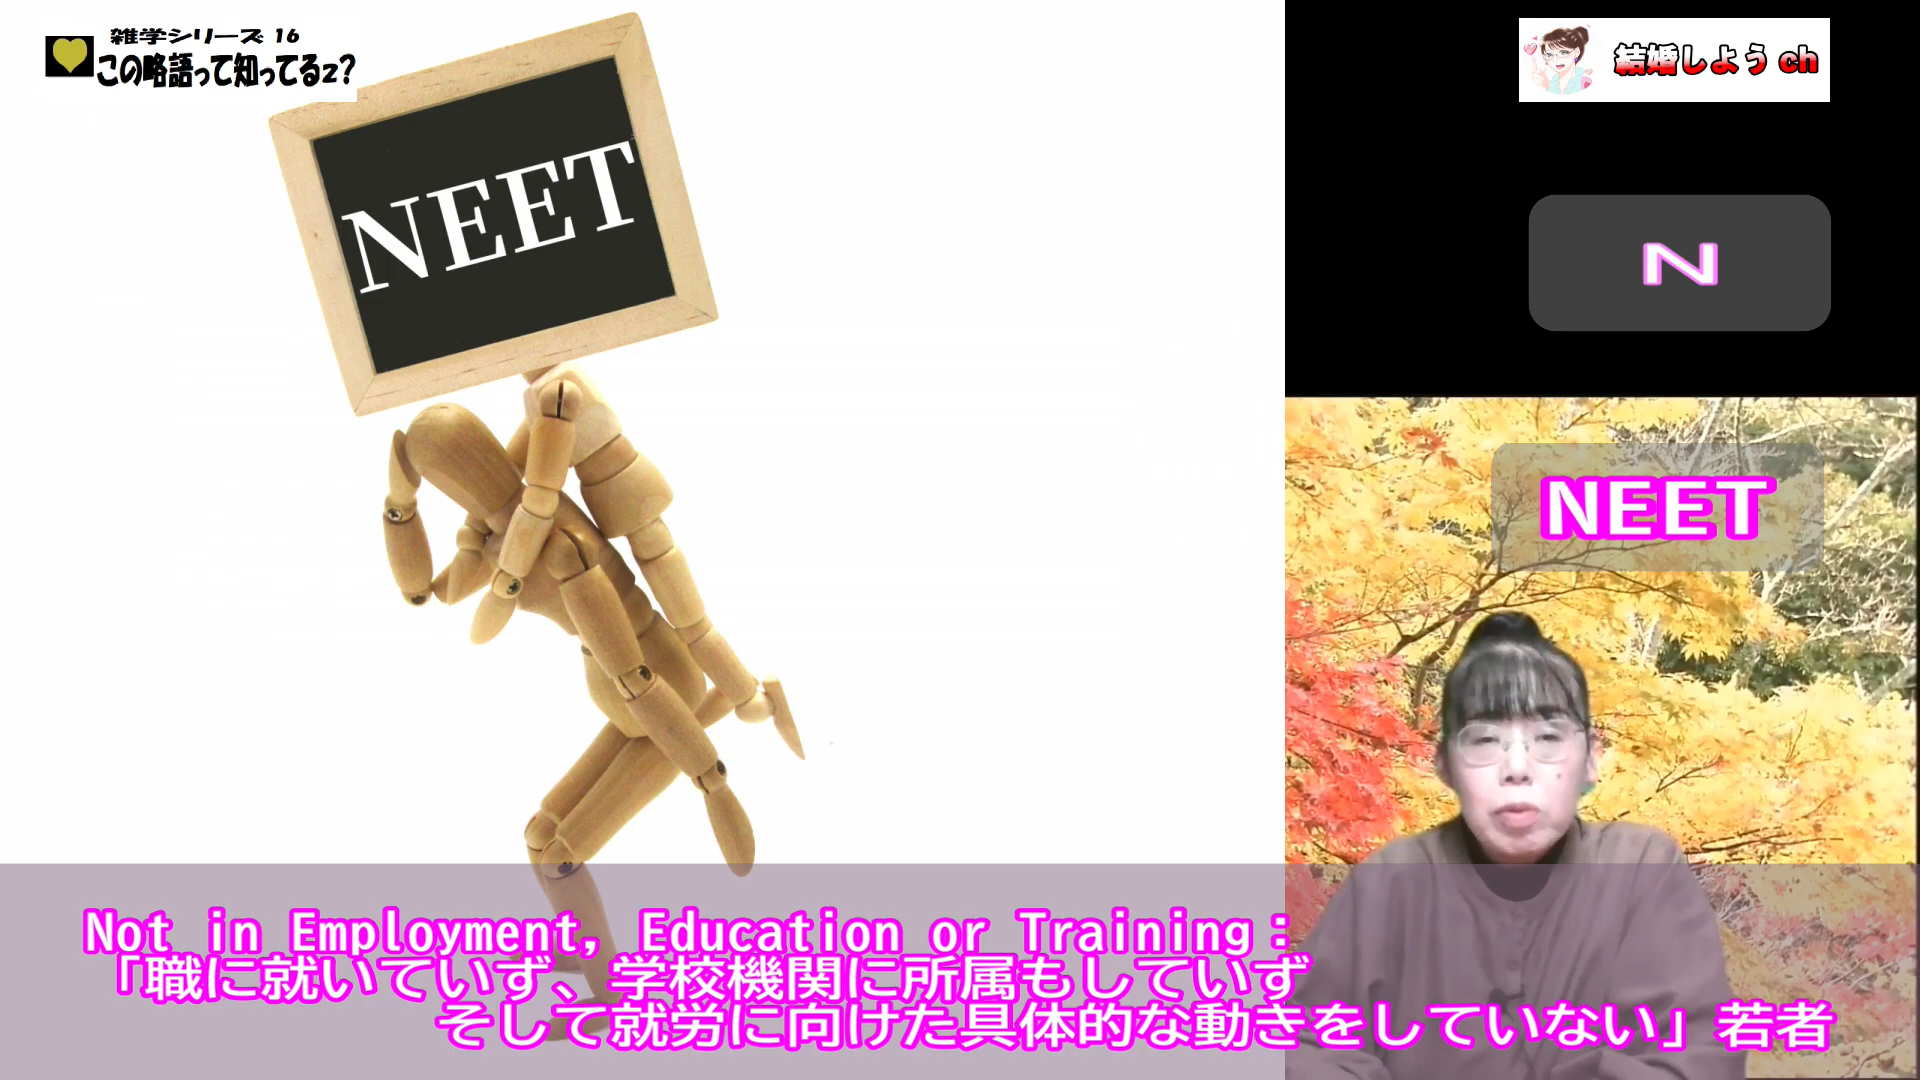 雑学シリーズ 16
この略語って知ってるz?
NEET
結婚しよう ch
N
NEET
Not in Employment, Education or Training:
「職に就いていず、学校機関に所属もしていず
そして就労に向けた具体的な動きをしていない」若者